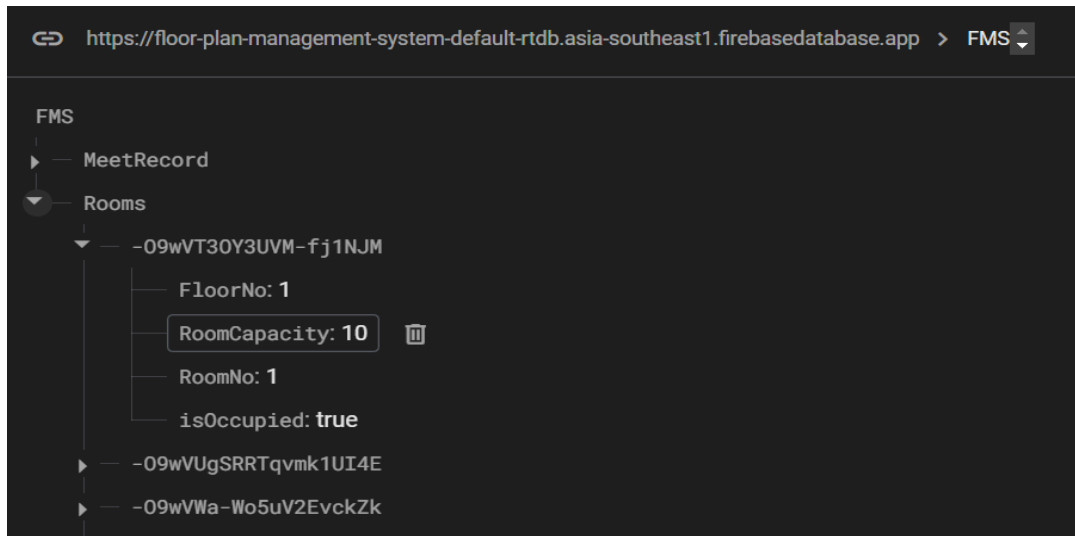 https://floor-plan-management-system-default-rtdb.asia-southeast1.firebasedatabase.app > FMS
FMS
MeetRecord
Rooms
-O9wVT3OY3UVM-fj1NJM
FloorNo: 1
RoomCapacity: 10
RoomNo: 1
isOccupied: true
-O9wVUgSRRTqvmk1UI4E
-O9wVWa-Wo5uV2EvckZk